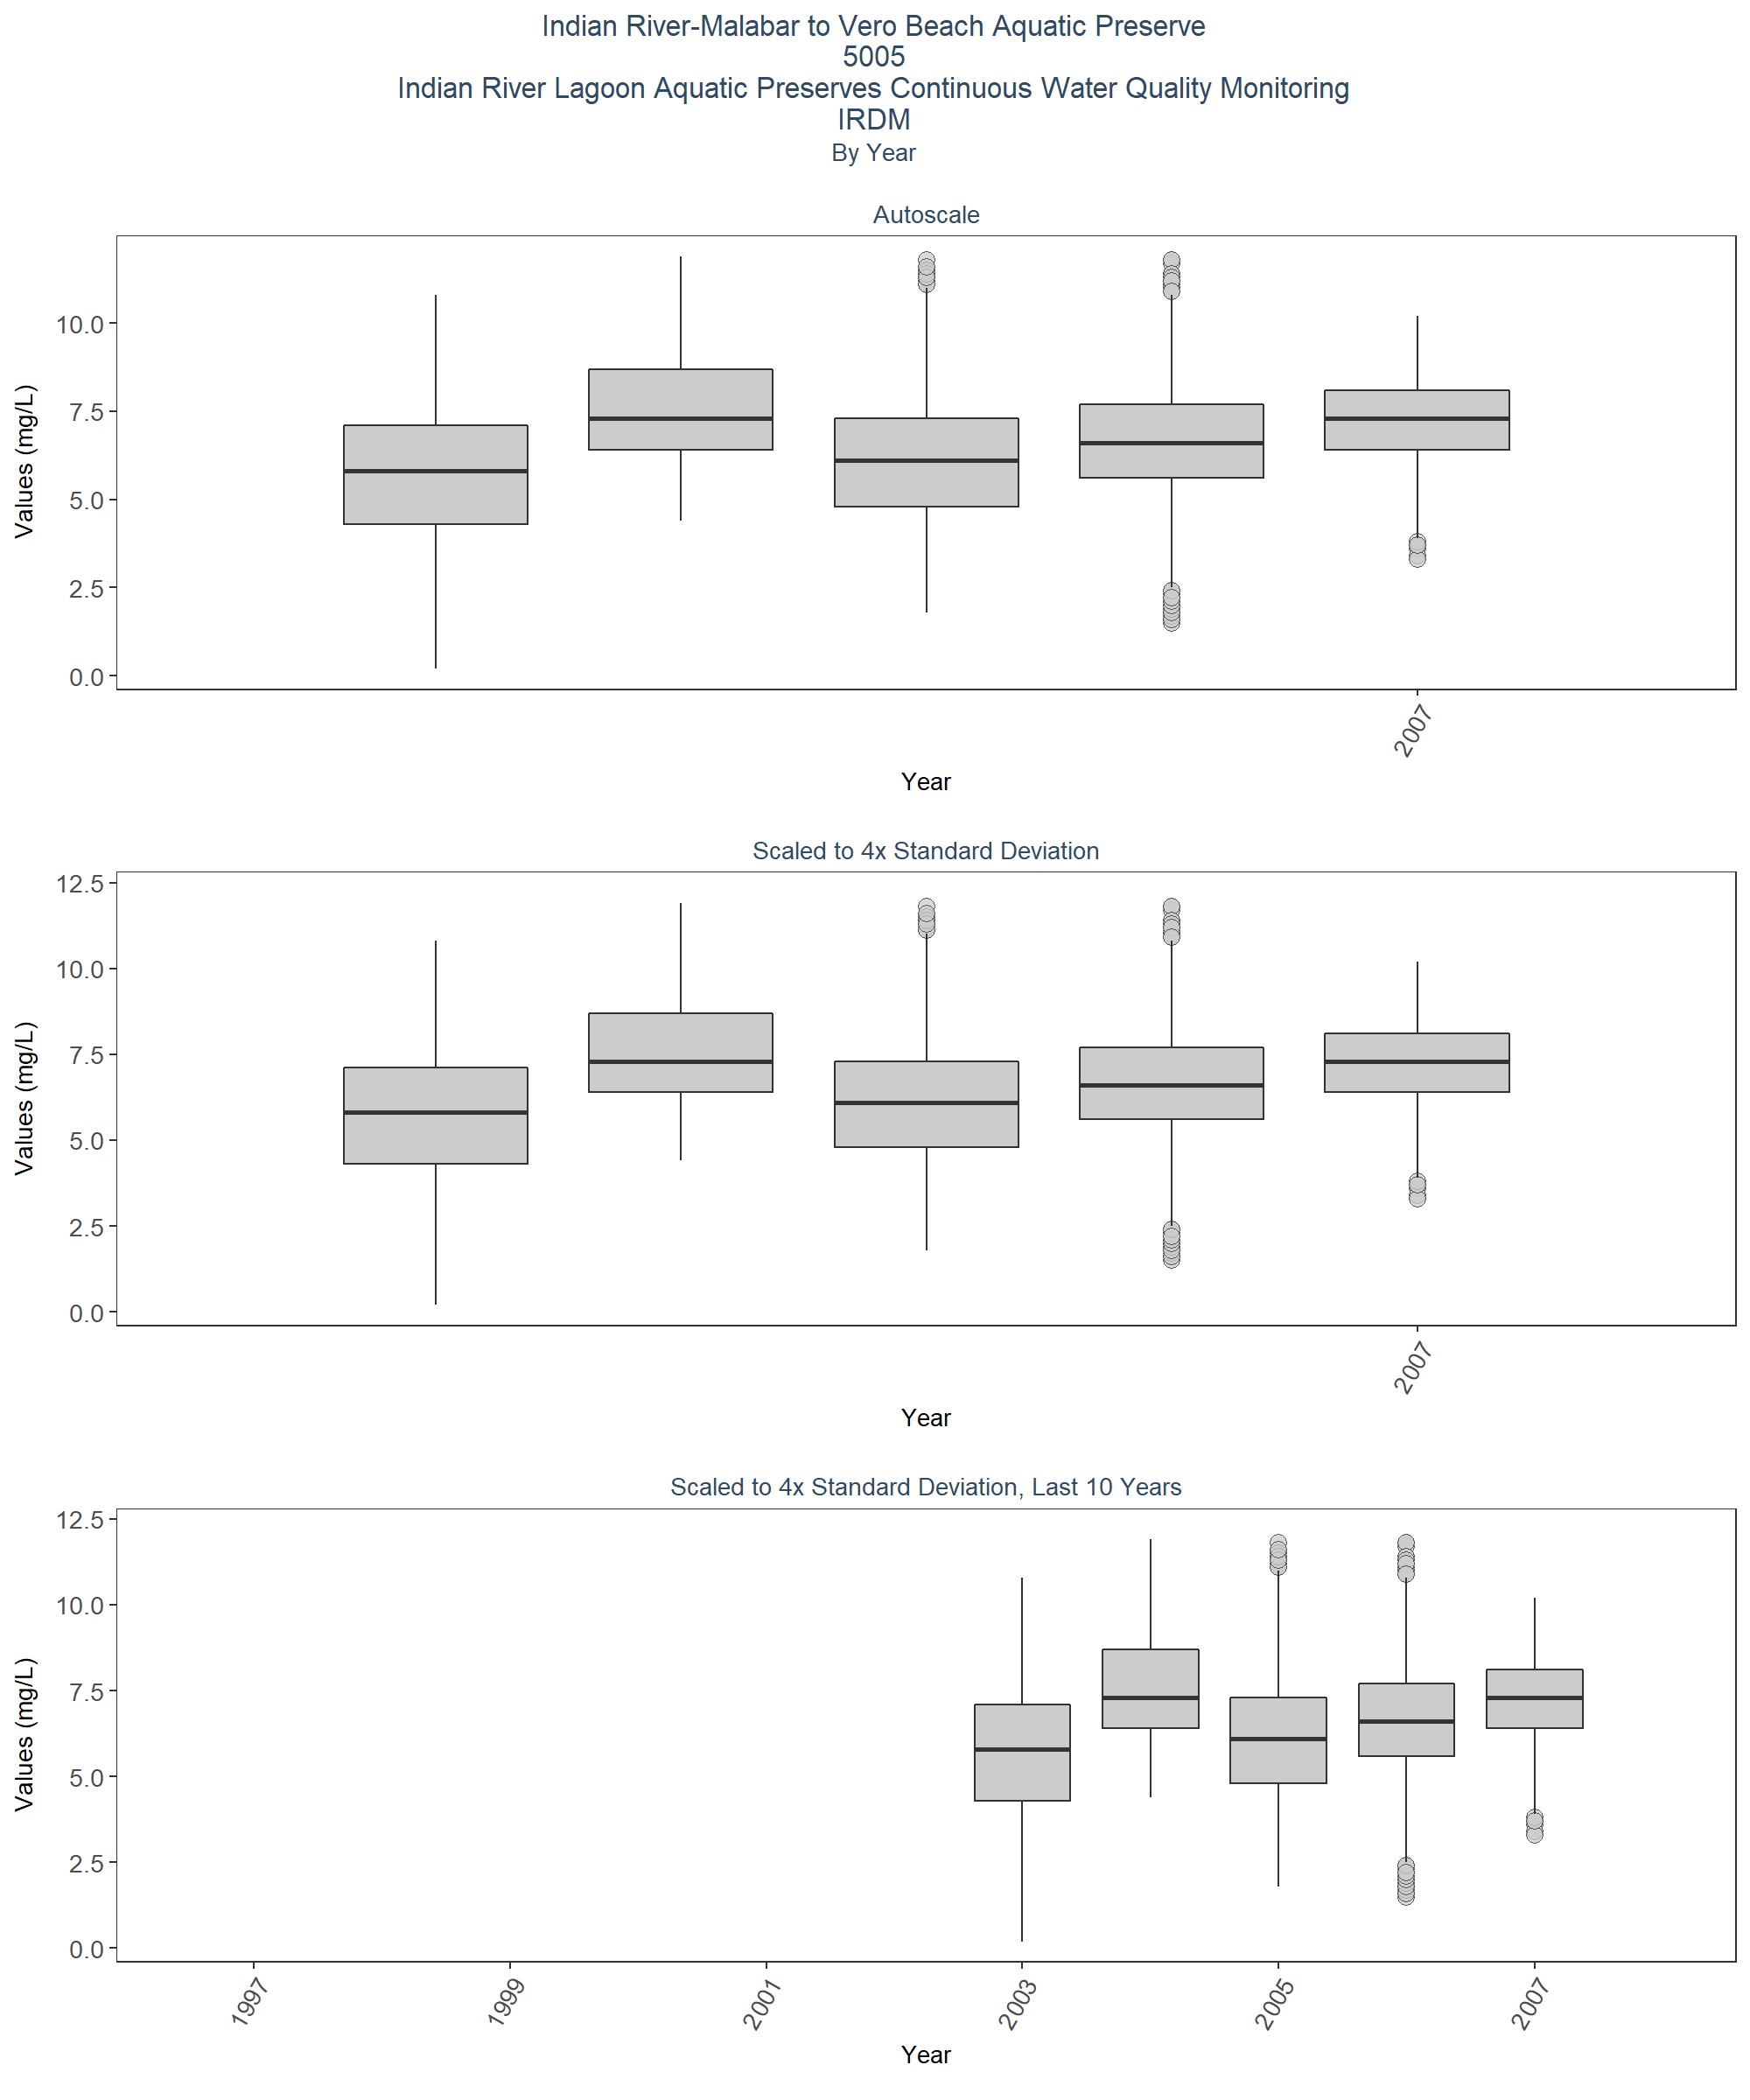 Indian River-Malabar to Vero Beach Aquatic Preserve
5005
Indian River Lagoon Aquatic Preserves Continuous Water Quality Monitoring
IRDM
By Year
Autoscale
10.0
7.5
5.0
2.5
0.0
Values (mg/L)
2007
Year
Scaled to 4x Standard Deviation
12.5
10.0
7.5
5.0
2.5
0.0
Values (mg/L)
2007
Year
Scaled to 4x Standard Deviation, Last 10 Years
12.5
10.0
7.5
5.0
2.5
0.0
Values (mg/L)
1997 1999 2001 2003 2005 2007
Year